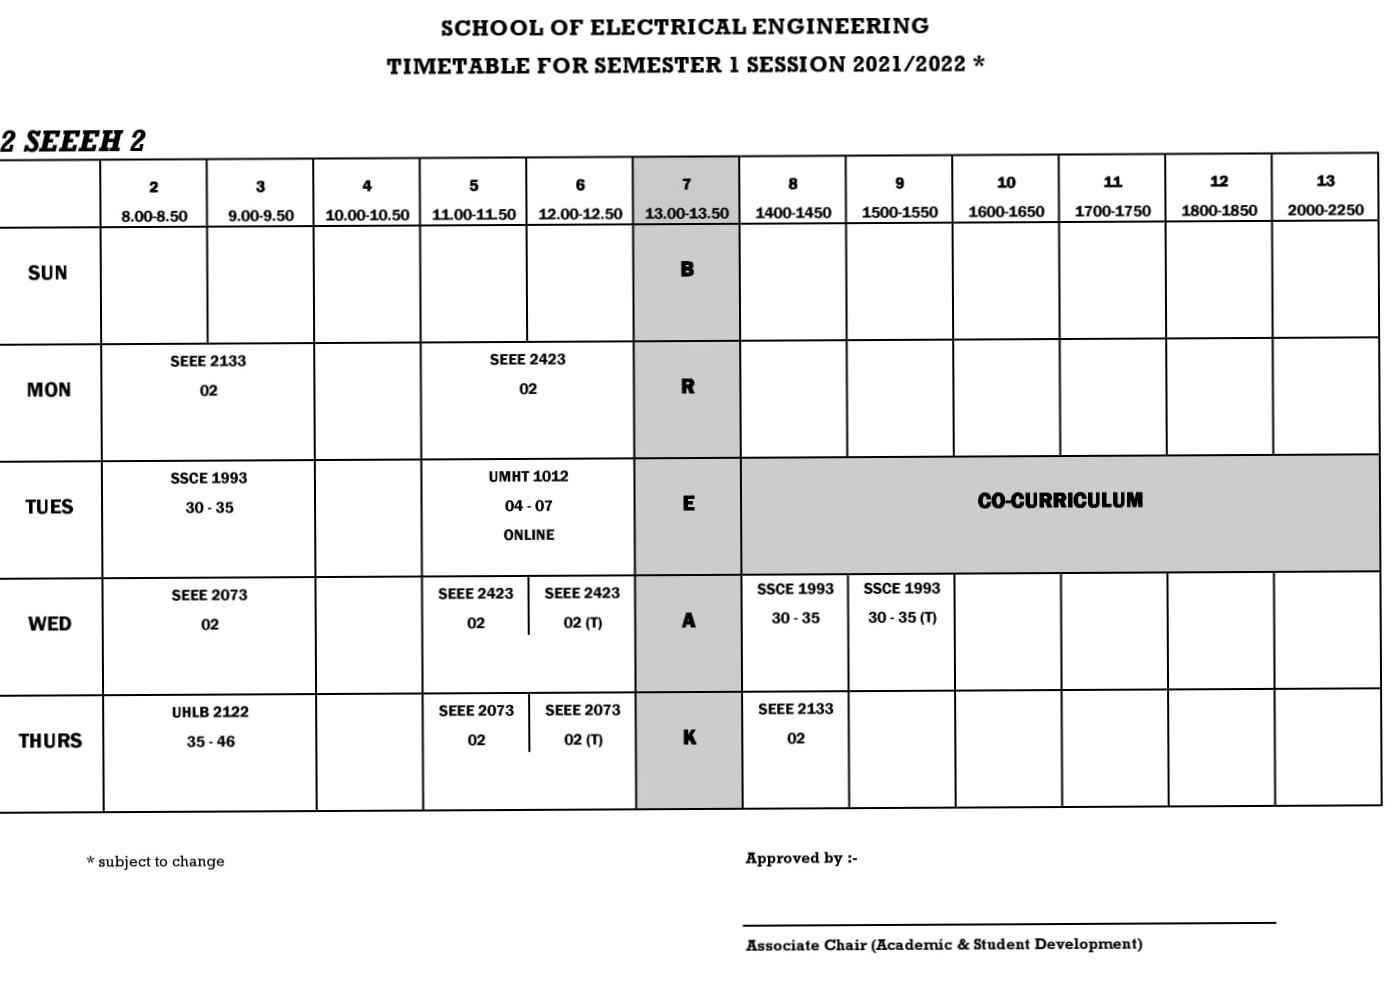 SCHOOL OF ELECTRICAL ENGINEERING
TIMETABLE FOR SEMESTER 1 SESSION 2021/2022 *
2 SEEEH 2
2 3 4 5 6 7 8 9 10 11 12 13
8.00-8.50 9.00-9.50 10.00-10.50 11.00-11.50 12.00-12.50 13.00-13.50 1400-1450 1500-1550 1600-1650 1700-1750 1800-1850 2000-2250
SUN B
SEEE 2133 SEEE 2423
MON 02 02 R
SSCE 1993 UMHT 1012
TUES 30 - 35 04 - 07 E CO-CURRICULUM
ONLINE
SEEE 2073 SEEE 2423 SEEE 2423 SSCE 1993 SSCE 1993
WED 02 02 02 (T) A 30 - 35 30 - 35 (T)
UHLB 2122 SEEE 2073 SEEE 2073 SEEE 2133
THURS 35 - 46 02 02 (T) K 02
* subject to change
Approved by :-
Associate Chair (Academic & Student Development)